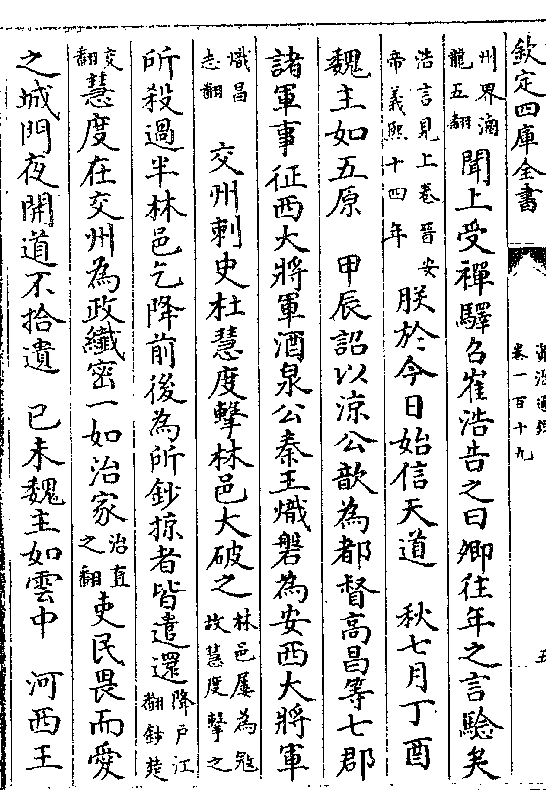 欽定四庫全書
資治通鑑 卷一百十九 五
州界滷龍五翻聞上受禪驛召崔浩告之曰卿往年之言驗矣
浩言見上卷晉安帝義熙十四年朕於今日始信天道 秋七月丁酉
魏主如五原 甲辰詔以涼公歆為都督高昌等七郡
諸軍事征西大將軍酒泉公秦王熾磐為安西大將軍
熾昌志翻 交州刺史杜慧度擊林邑大破之林邑屢為寇故慧度擊之
所殺過半林邑乞降前後為所鈔掠者皆遣還降戶江翻鈔楚
交翻慧度在交州為政纖密一如治家治直之翻吏民畏而愛
之城門夜開道不拾遺 已未魏主如雲中 河西王